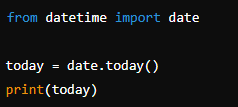 from datetime import date
today = date.today()
print(today)